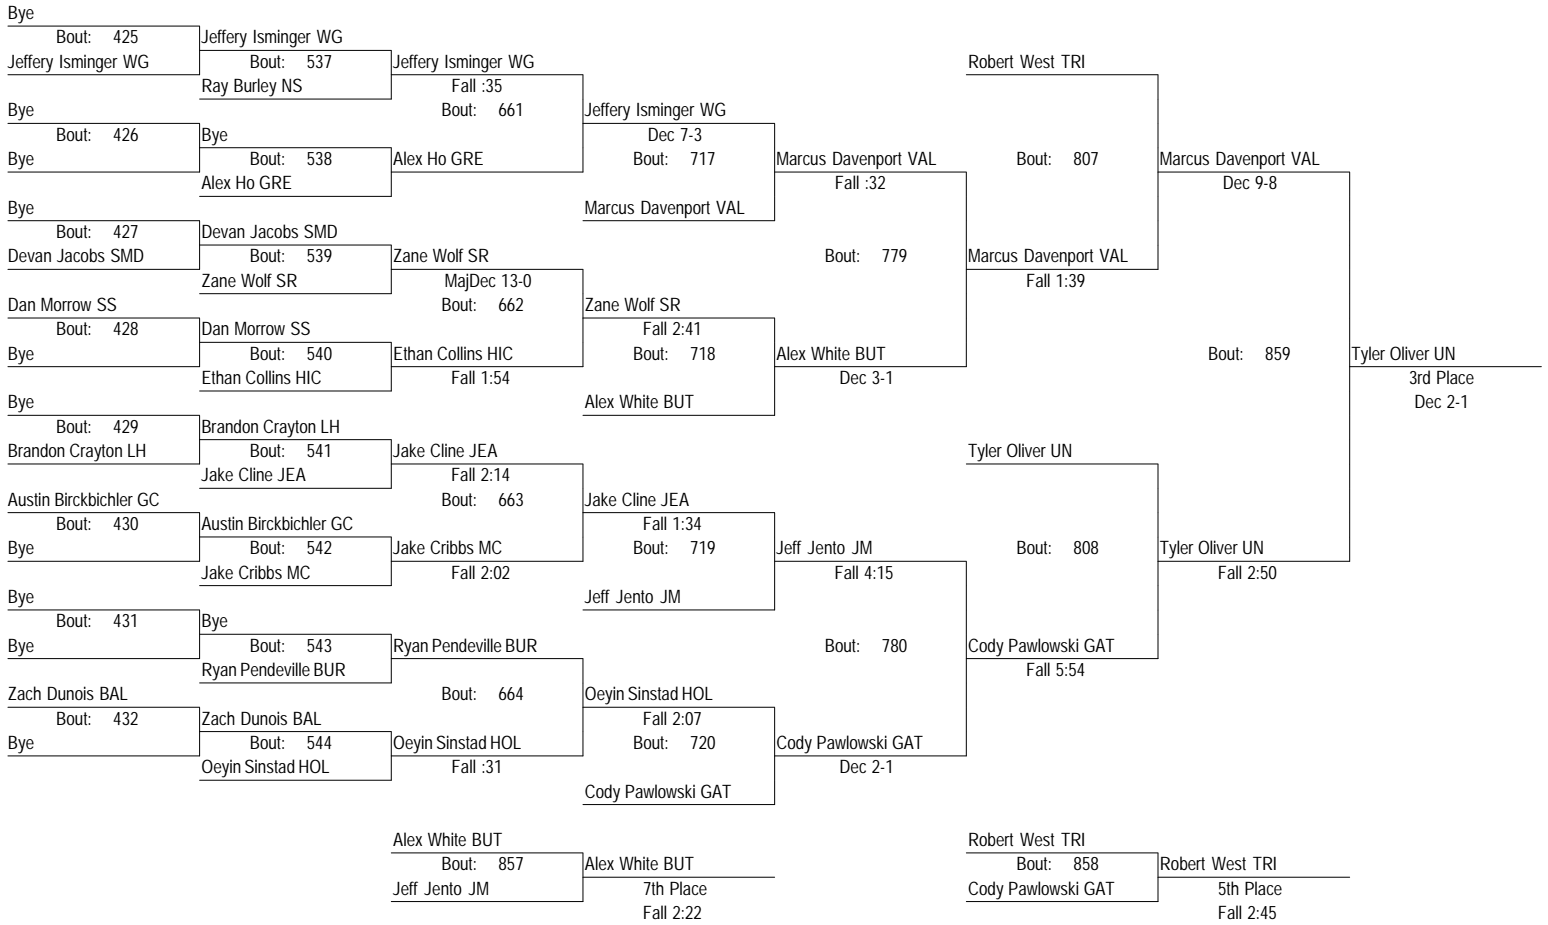 Bye
Bout: 425
Jeffery Isminger WG
Jeffery Isminger WG
Bout: 537
Ray Burley NS
Jeffery Isminger WG
Fall :35
Bout: 661
Bye
Bout: 426
Bye
Bye
Bout: 538
Alex Ho GRE
Alex Ho GRE
Jeffery Isminger WG
Dec 7-3
Bout: 717
Marcus Davenport VAL
Marcus Davenport VAL
Fall :32
Bye
Bout: 427
Devan Jacobs SMD
Devan Jacobs SMD
Bout: 539
Zane Wolf SR
Zane Wolf SR
MajDec 13-0
Bout: 662
Dan Morrow SS
Bout: 428
Bye
Dan Morrow SS
Bout: 540
Ethan Collins HIC
Ethan Collins HIC
Fall 1:54
Zane Wolf SR
Fall 2:41
Bout: 718
Alex White BUT
Alex White BUT
Dec 3-1
Bout: 779
Marcus Davenport VAL
Fall 1:39
Robert West TRI
Bout: 807
Marcus Davenport VAL
Dec 9-8
Bye
Bout: 429
Brandon Crayton LH
Brandon Crayton LH
Bout: 541
Jake Cline JEA
Jake Cline JEA
Fall 2:14
Bout: 663
Austin Birckbichler GC
Bout: 430
Bye
Austin Birckbichler GC
Bout: 542
Jake Cribbs MC
Jake Cribbs MC
Fall 2:02
Jake Cline JEA
Fall 1:34
Bout: 719
Jeff Jento JM
Jeff Jento JM
Fall 4:15
Bye
Bout: 431
Bye
Bye
Bout: 543
Ryan Pendeville BUR
Ryan Pendeville BUR
Bout: 664
Zach Dunois BAL
Bout: 432
Bye
Zach Dunois BAL
Bout: 544
Oeyin Sinstad HOL
Oeyin Sinstad HOL
Fall :31
Oeyin Sinstad HOL
Fall 2:07
Bout: 720
Cody Pawlowski GAT
Cody Pawlowski GAT
Dec 2-1
Bout: 780
Cody Pawlowski GAT
Fall 5:54
Tyler Oliver UN
Bout: 808
Tyler Oliver UN
Fall 2:50
Bout: 859
Tyler Oliver UN
3rd Place
Dec 2-1
Alex White BUT
Bout: 857
Jeff Jento JM
Alex White BUT
7th Place
Fall 2:22
Robert West TRI
Bout: 858
Cody Pawlowski GAT
Robert West TRI
5th Place
Fall 2:45